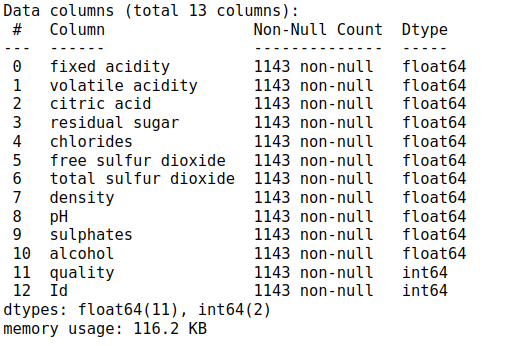 Data columns (total 13 columns):
 #   Column                Non-Null Count  Dtype
---  ------                --------------  -----
 0   fixed acidity         1143 non-null   float64
 1   volatile acidity      1143 non-null   float64
 2   citric acid           1143 non-null   float64
 3   residual sugar        1143 non-null   float64
 4   chlorides             1143 non-null   float64
 5   free sulfur dioxide   1143 non-null   float64
 6   total sulfur dioxide  1143 non-null   float64
 7   density               1143 non-null   float64
 8   pH                    1143 non-null   float64
 9   sulphates             1143 non-null   float64
 10  alcohol               1143 non-null   float64
 11  quality               1143 non-null   int64
 12  Id                    1143 non-null   int64
dtypes: float64(11), int64(2)
memory usage: 116.2 KB